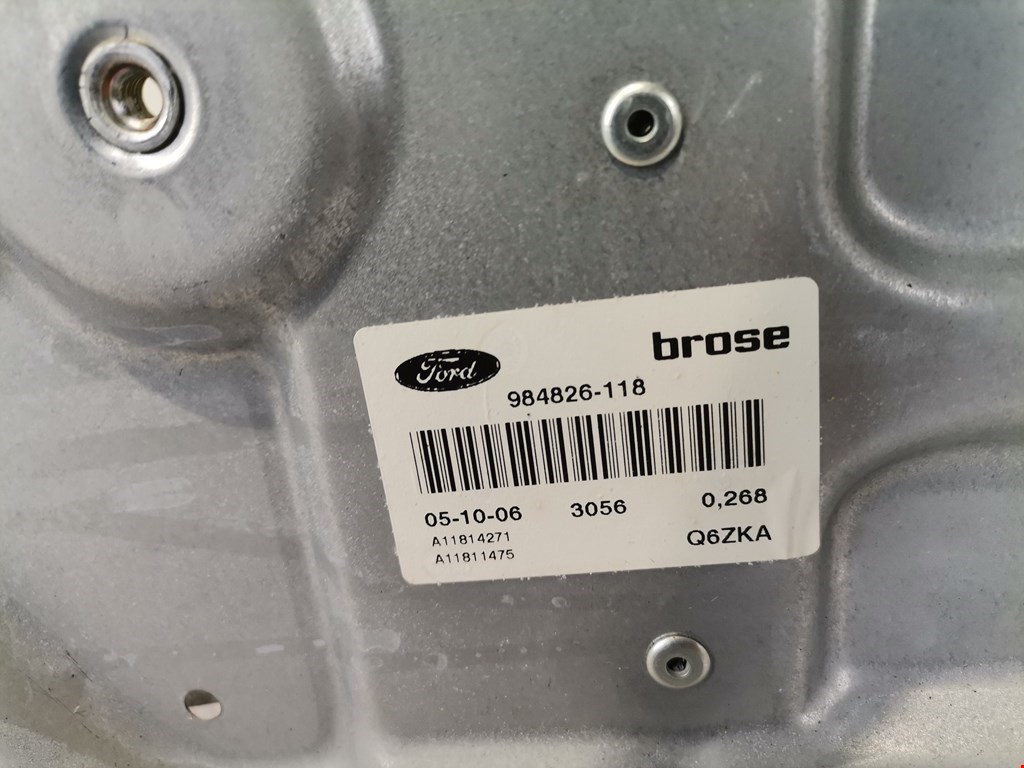 Ford
brose
984826-118
05-10-06 3056 0,268
A11814271
Q6ZKA
A11811475